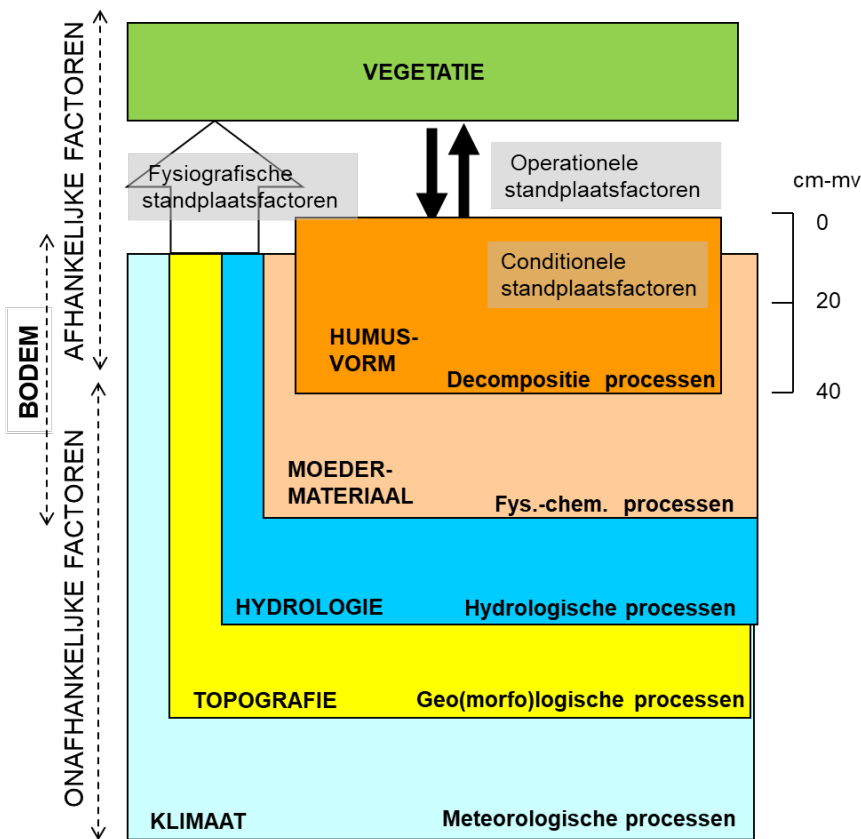 AFHANKELIJKE FACTOREN
ONAFHANKELIJKE FACTOREN
BODEM
VEGETATIE
Fysiografische
standplaatsfactoren
Operationele
standplaatsfactoren
cm-mv
0
20
40
Conditionele
standplaatsfactoren
HUMUS-
VORM
Decompositie processen
MOEDER-
MATERIAAL
Fys.-chem. processen
HYDROLOGIE
Hydrologische processen
TOPOGRAFIE
Geo(morfo)logische processen
KLIMAAT
Meteorologische processen